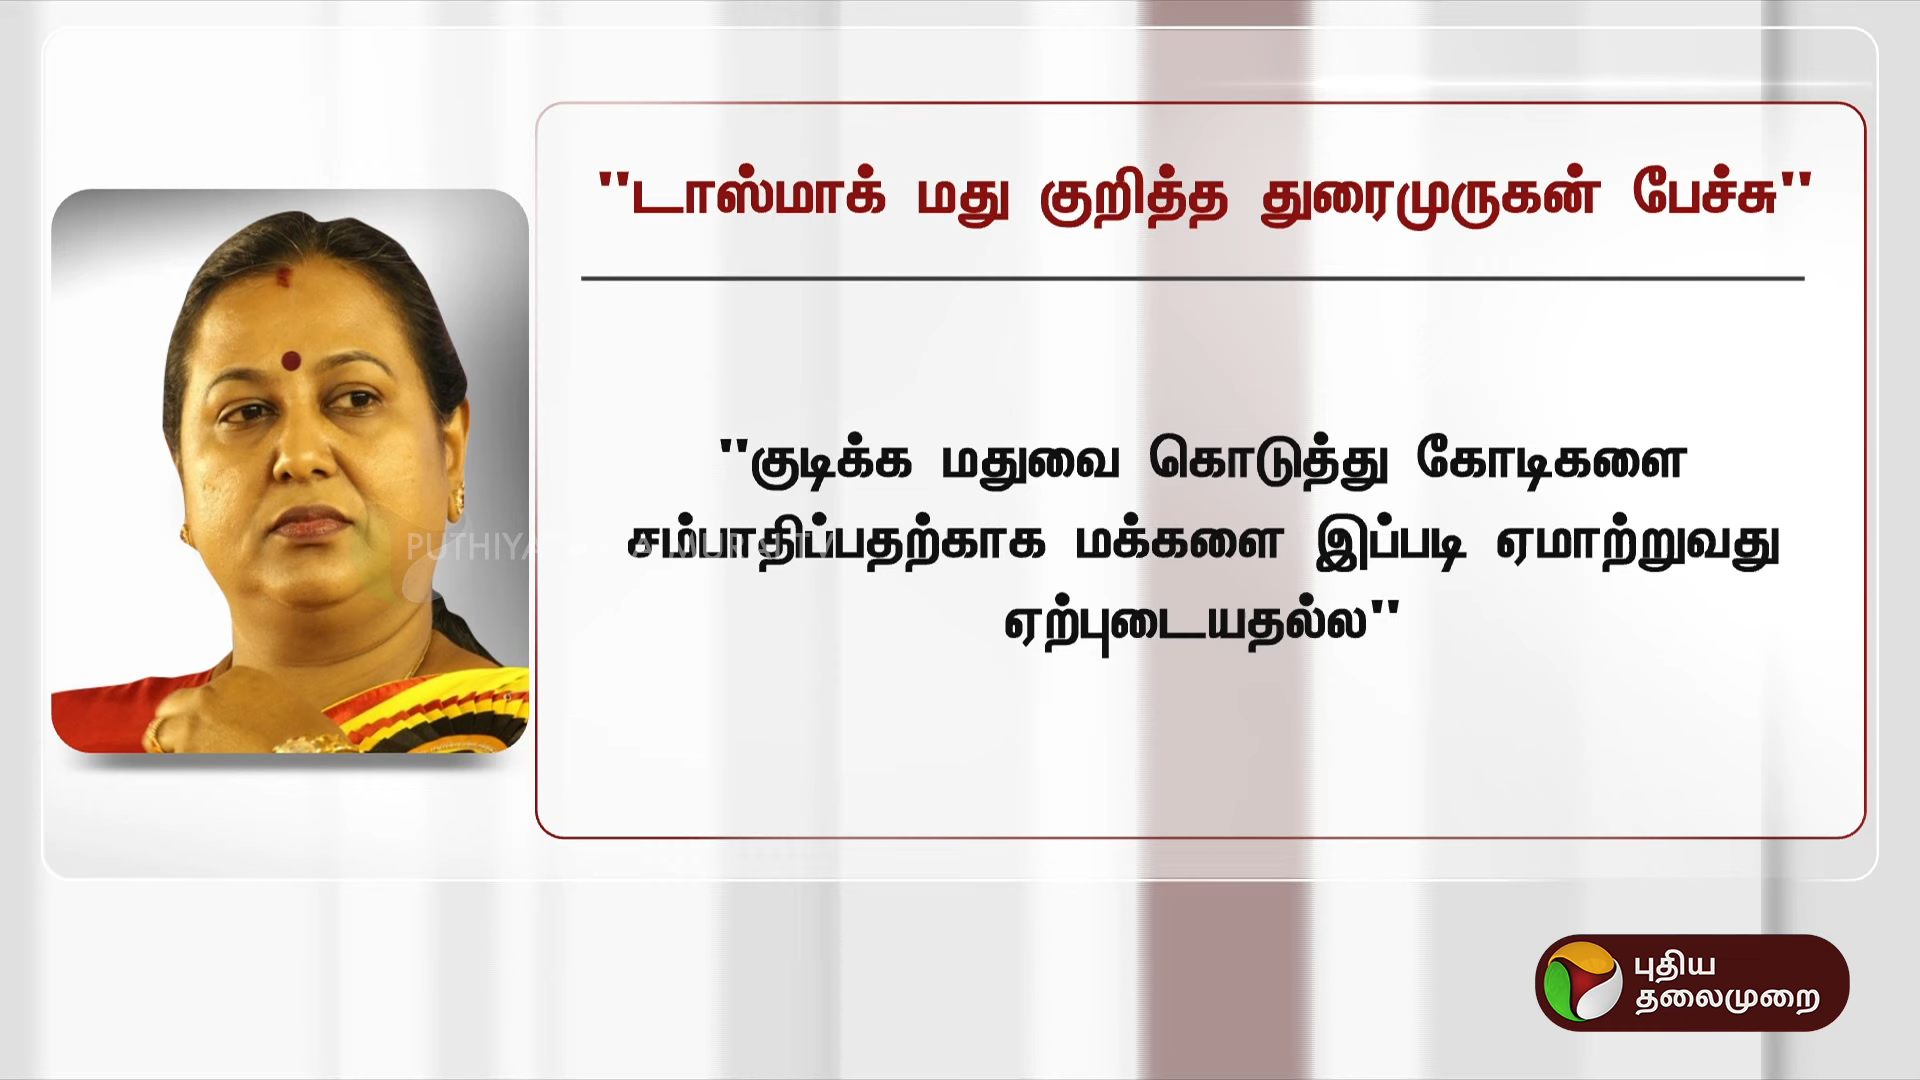 "டாஸ்மாக் மது குறித்த துரைமுருகன் பேச்சு"
"குடிக்க மதுவை கொடுத்து கோடிகளை
சம்பாதிப்பதற்காக மக்களை இப்படி ஏமாற்றுவது
ஏற்புடையதல்ல"
புதிய
தலைமுறை